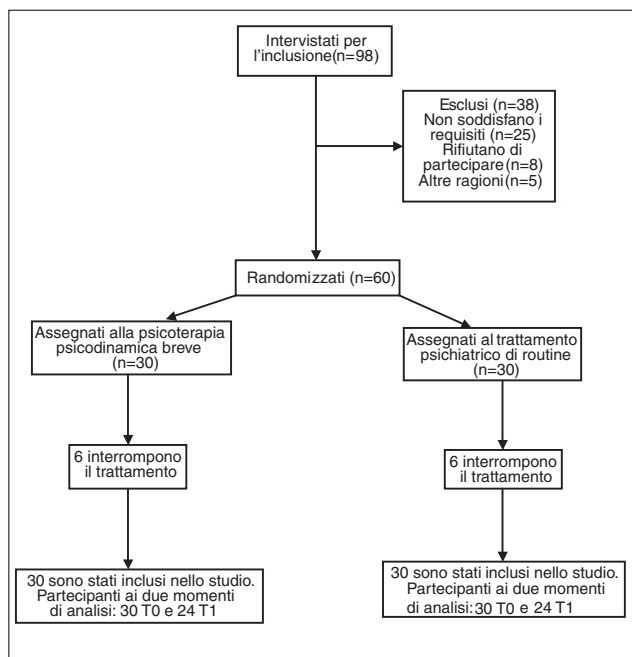 Intervistati per
l'inclusione(n=98)
Esclusi (n=38)
Non soddisfano i
requisiti (n=25)
Rifiutano di
partecipare(n=8)
Altre ragioni(n=5)
Randomizzati (n=60)
Assegnati alla psicoterapia
psicodinamica breve
(n=30)
Assegnati al trattamento
psichiatrico di routine
(n=30)
6 interrompono
il trattamento
6 interrompono
il trattamento
30 sono stati inclusi nello studio.
Partecipanti ai due momenti
di analisi: 30 T0 e 24 T1
30 sono stati inclusi nello studio.
Partecipanti ai due momenti
di analisi: 30 T0 e 24 T1